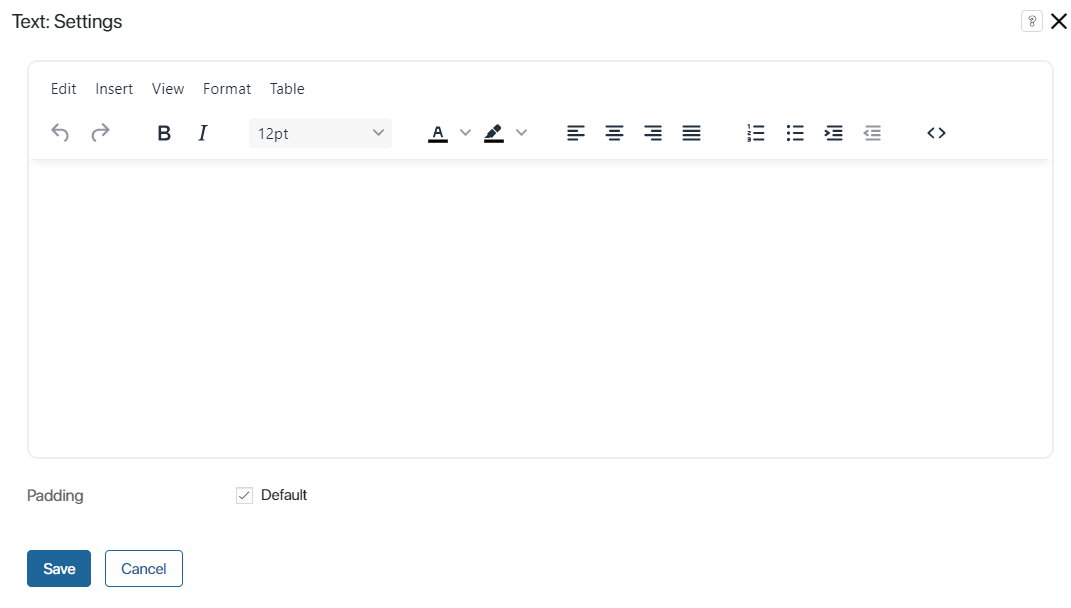 Text: Settings
?
Edit Insert View Format Table
B I 12pt A
Padding Default
Save Cancel